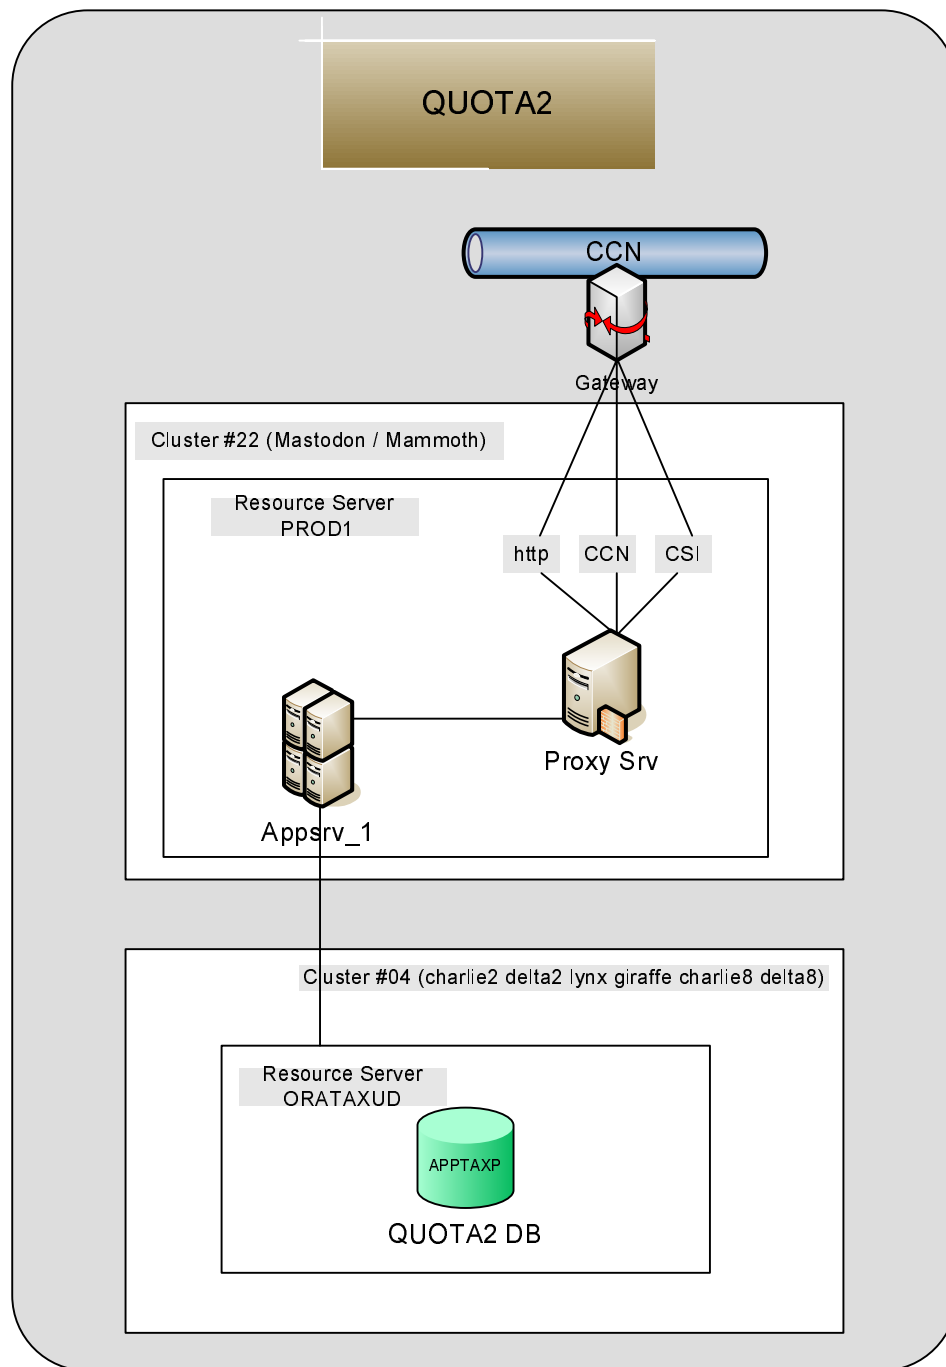 QUOTA2
CCN
Gateway
Cluster #22 (Mastodon / Mammoth)
Resource Server
PROD1
http
CCN
CSI
Proxy Srv
Appsrv_1
Cluster #04 (charlie2 delta2 lynx giraffe charlie8 delta8)
Resource Server
ORATAXUD
APPTAXP
QUOTA2 DB